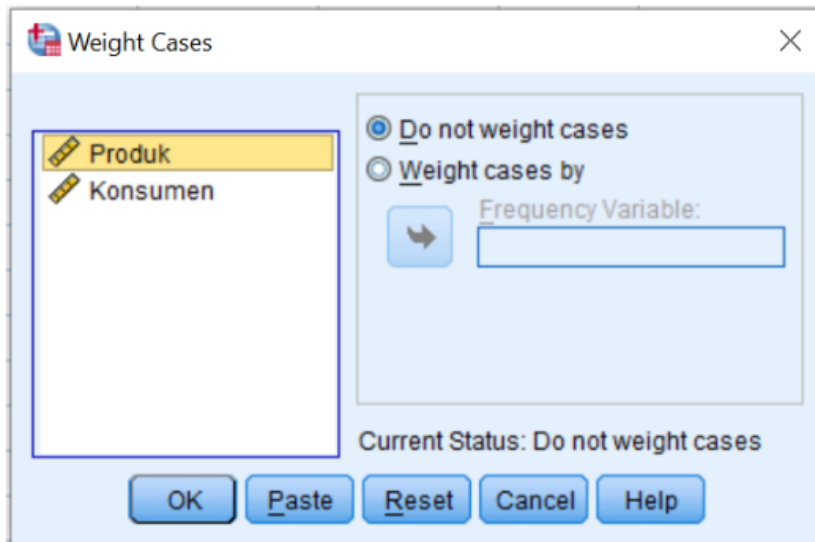 Weight Cases
Produk
Konsumen
Do not weight cases
Weight cases by
Frequency Variable:
Current Status: Do not weight cases
OK Paste Reset Cancel Help